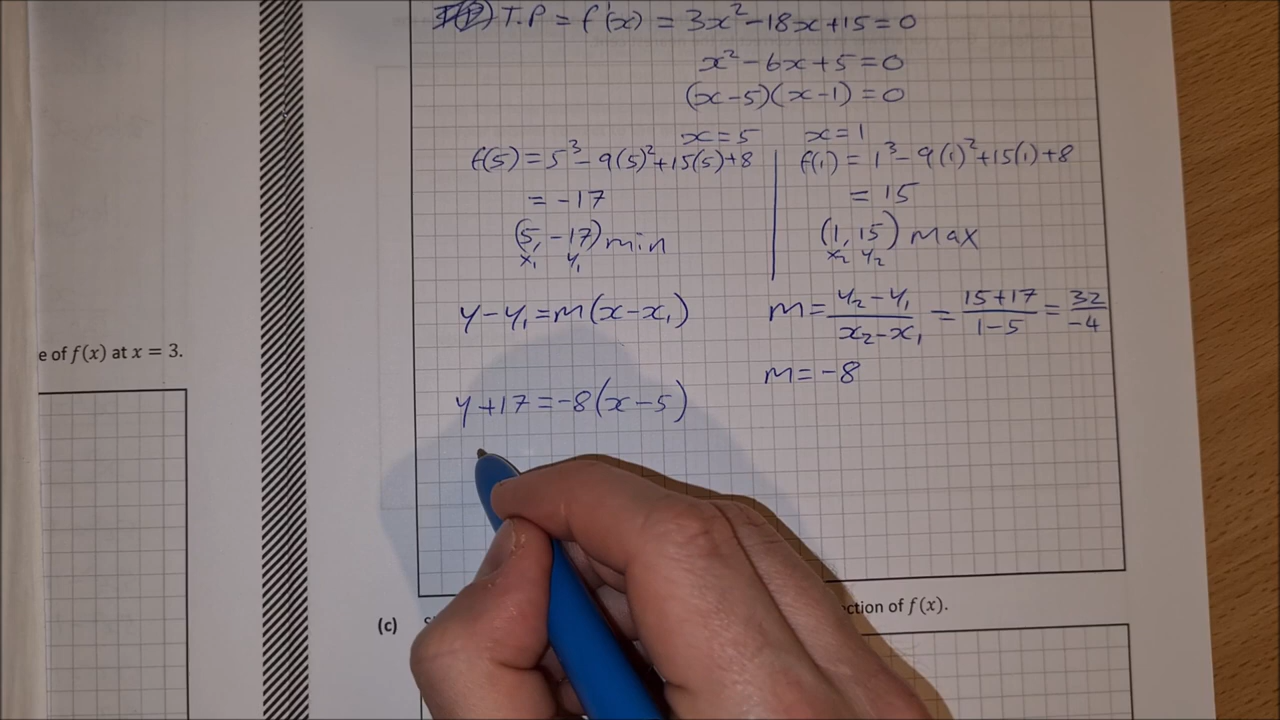 T.P = f'(x) = 3x² - 18x + 15 = 0
x² - 6x + 5 = 0
(x - 5)(x - 1) = 0
x = 5
f(5) = 5³ - 9(5)² + 15(5) + 8
= -17
(5, -17) min
x₁ y₁
x = 1
f(1) = 1³ - 9(1)² + 15(1) + 8
= 15
(1, 15) max
x₂ y₂
y - y₁ = m(x - x₁)
m = (y₂ - y₁)/(x₂ - x₁) = (15 + 17)/(1 - 5) = 32/-4
m = -8
y + 17 = -8(x - 5)
e of f(x) at x = 3.
(c)
ction of f(x).